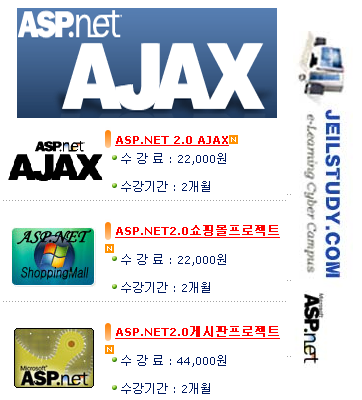 ASP.net
AJAX
ASP.net
AJAX
ASP.NET 2.0 AJAX N
수 강 료 : 22,000원
수강기간 : 2개월
ASP.NET
ShoppingMall
ASP.NET2.0쇼핑몰프로젝트
N
수 강 료 : 22,000원
수강기간 : 2개월
Microsoft
ASP.net
ASP.NET2.0게시판프로젝트
N
수 강 료 : 44,000원
수강기간 : 2개월
JEILSTUDY.COM
e-Learning Cyber Campus
ASP.net